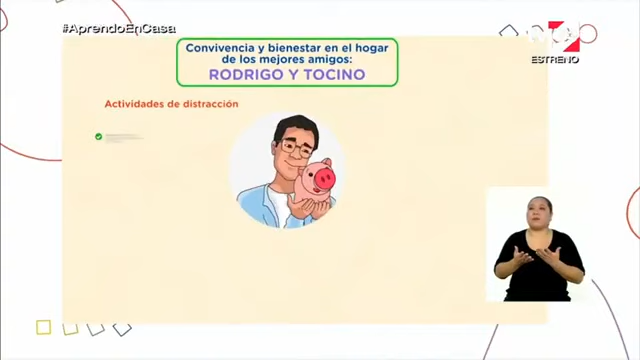 #AprendoEnCasa
Convivencia y bienestar en el hogar
de los mejores amigos:
RODRIGO Y TOCINO
ESTRENO
Actividades de distracción